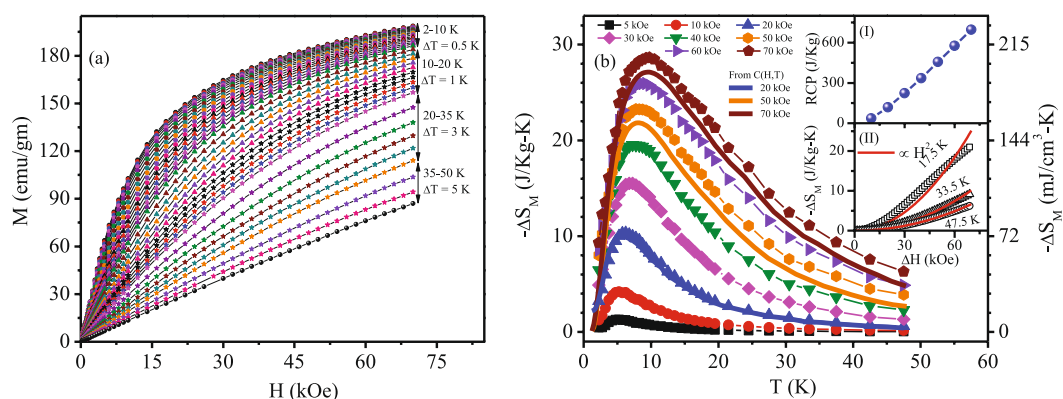 (a)
M (emu/gm)
180
150
120
90
60
30
0
0 15 30 45 60 75
H (kOe)
2-10 K
ΔT = 0.5 K
10-20 K
ΔT = 1 K
20-35 K
ΔT = 3 K
35-50 K
ΔT = 5 K
(b)
-ΔS_M (J/Kg-K)
30
20
10
0
0 10 20 30 40 50 60
T (K)
5 kOe 10 kOe 20 kOe
30 kOe 40 kOe 50 kOe
60 kOe 70 kOe
From C(H,T)
20 kOe
50 kOe
70 kOe
(I)
RCP (J/Kg)
600
300
0
(II)
∝ H²
-ΔS_M (J/Kg-K)
20
10
0
17.5 K
33.5 K
47.5 K
0 30 60
ΔH (kOe)
215
144
72
0
-ΔS_M (mJ/cm³-K)